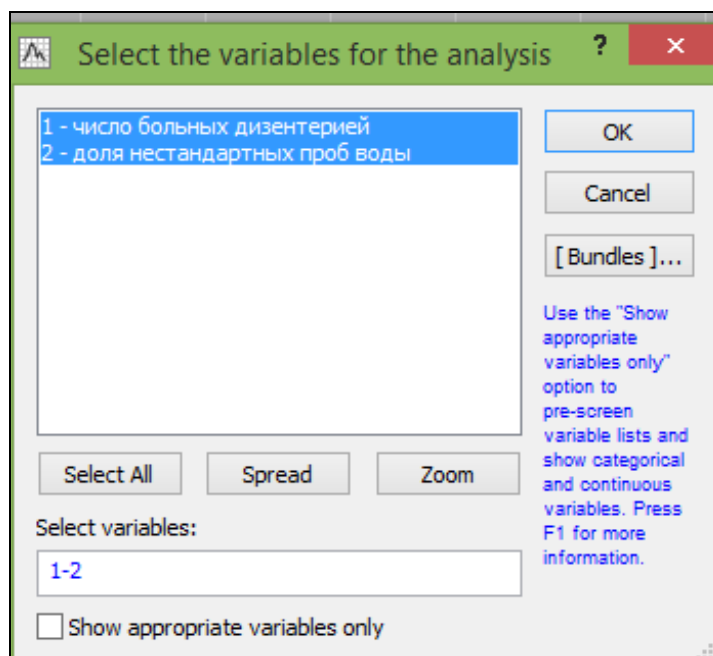 Select the variables for the analysis ?
1 - число больных дизентерией
2 - доля нестандартных проб воды
OK
Cancel
[ Bundles ]...
Use the "Show
appropriate
variables only"
option to
pre-screen
variable lists and
show categorical
and continuous
variables. Press
F1 for more
information.
Select All
Spread
Zoom
Select variables:
1-2
Show appropriate variables only